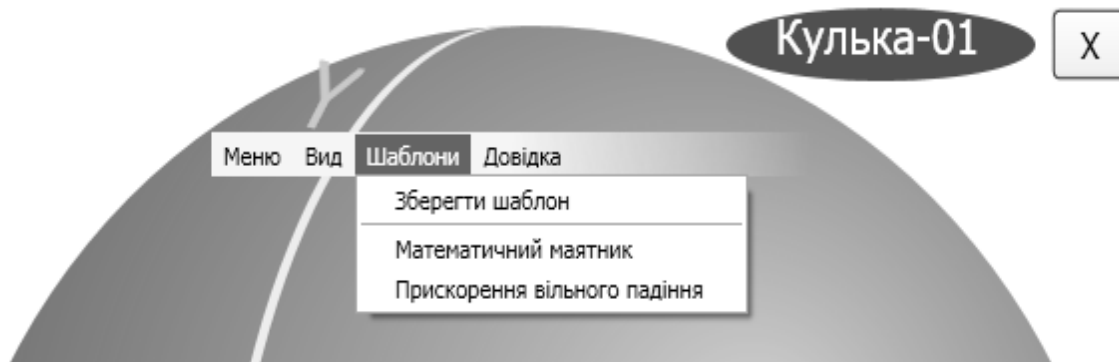 Кулька-01
X
Y
Меню Вид Шаблони Довідка
Зберегти шаблон
Математичний маятник
Прискорення вільного падіння